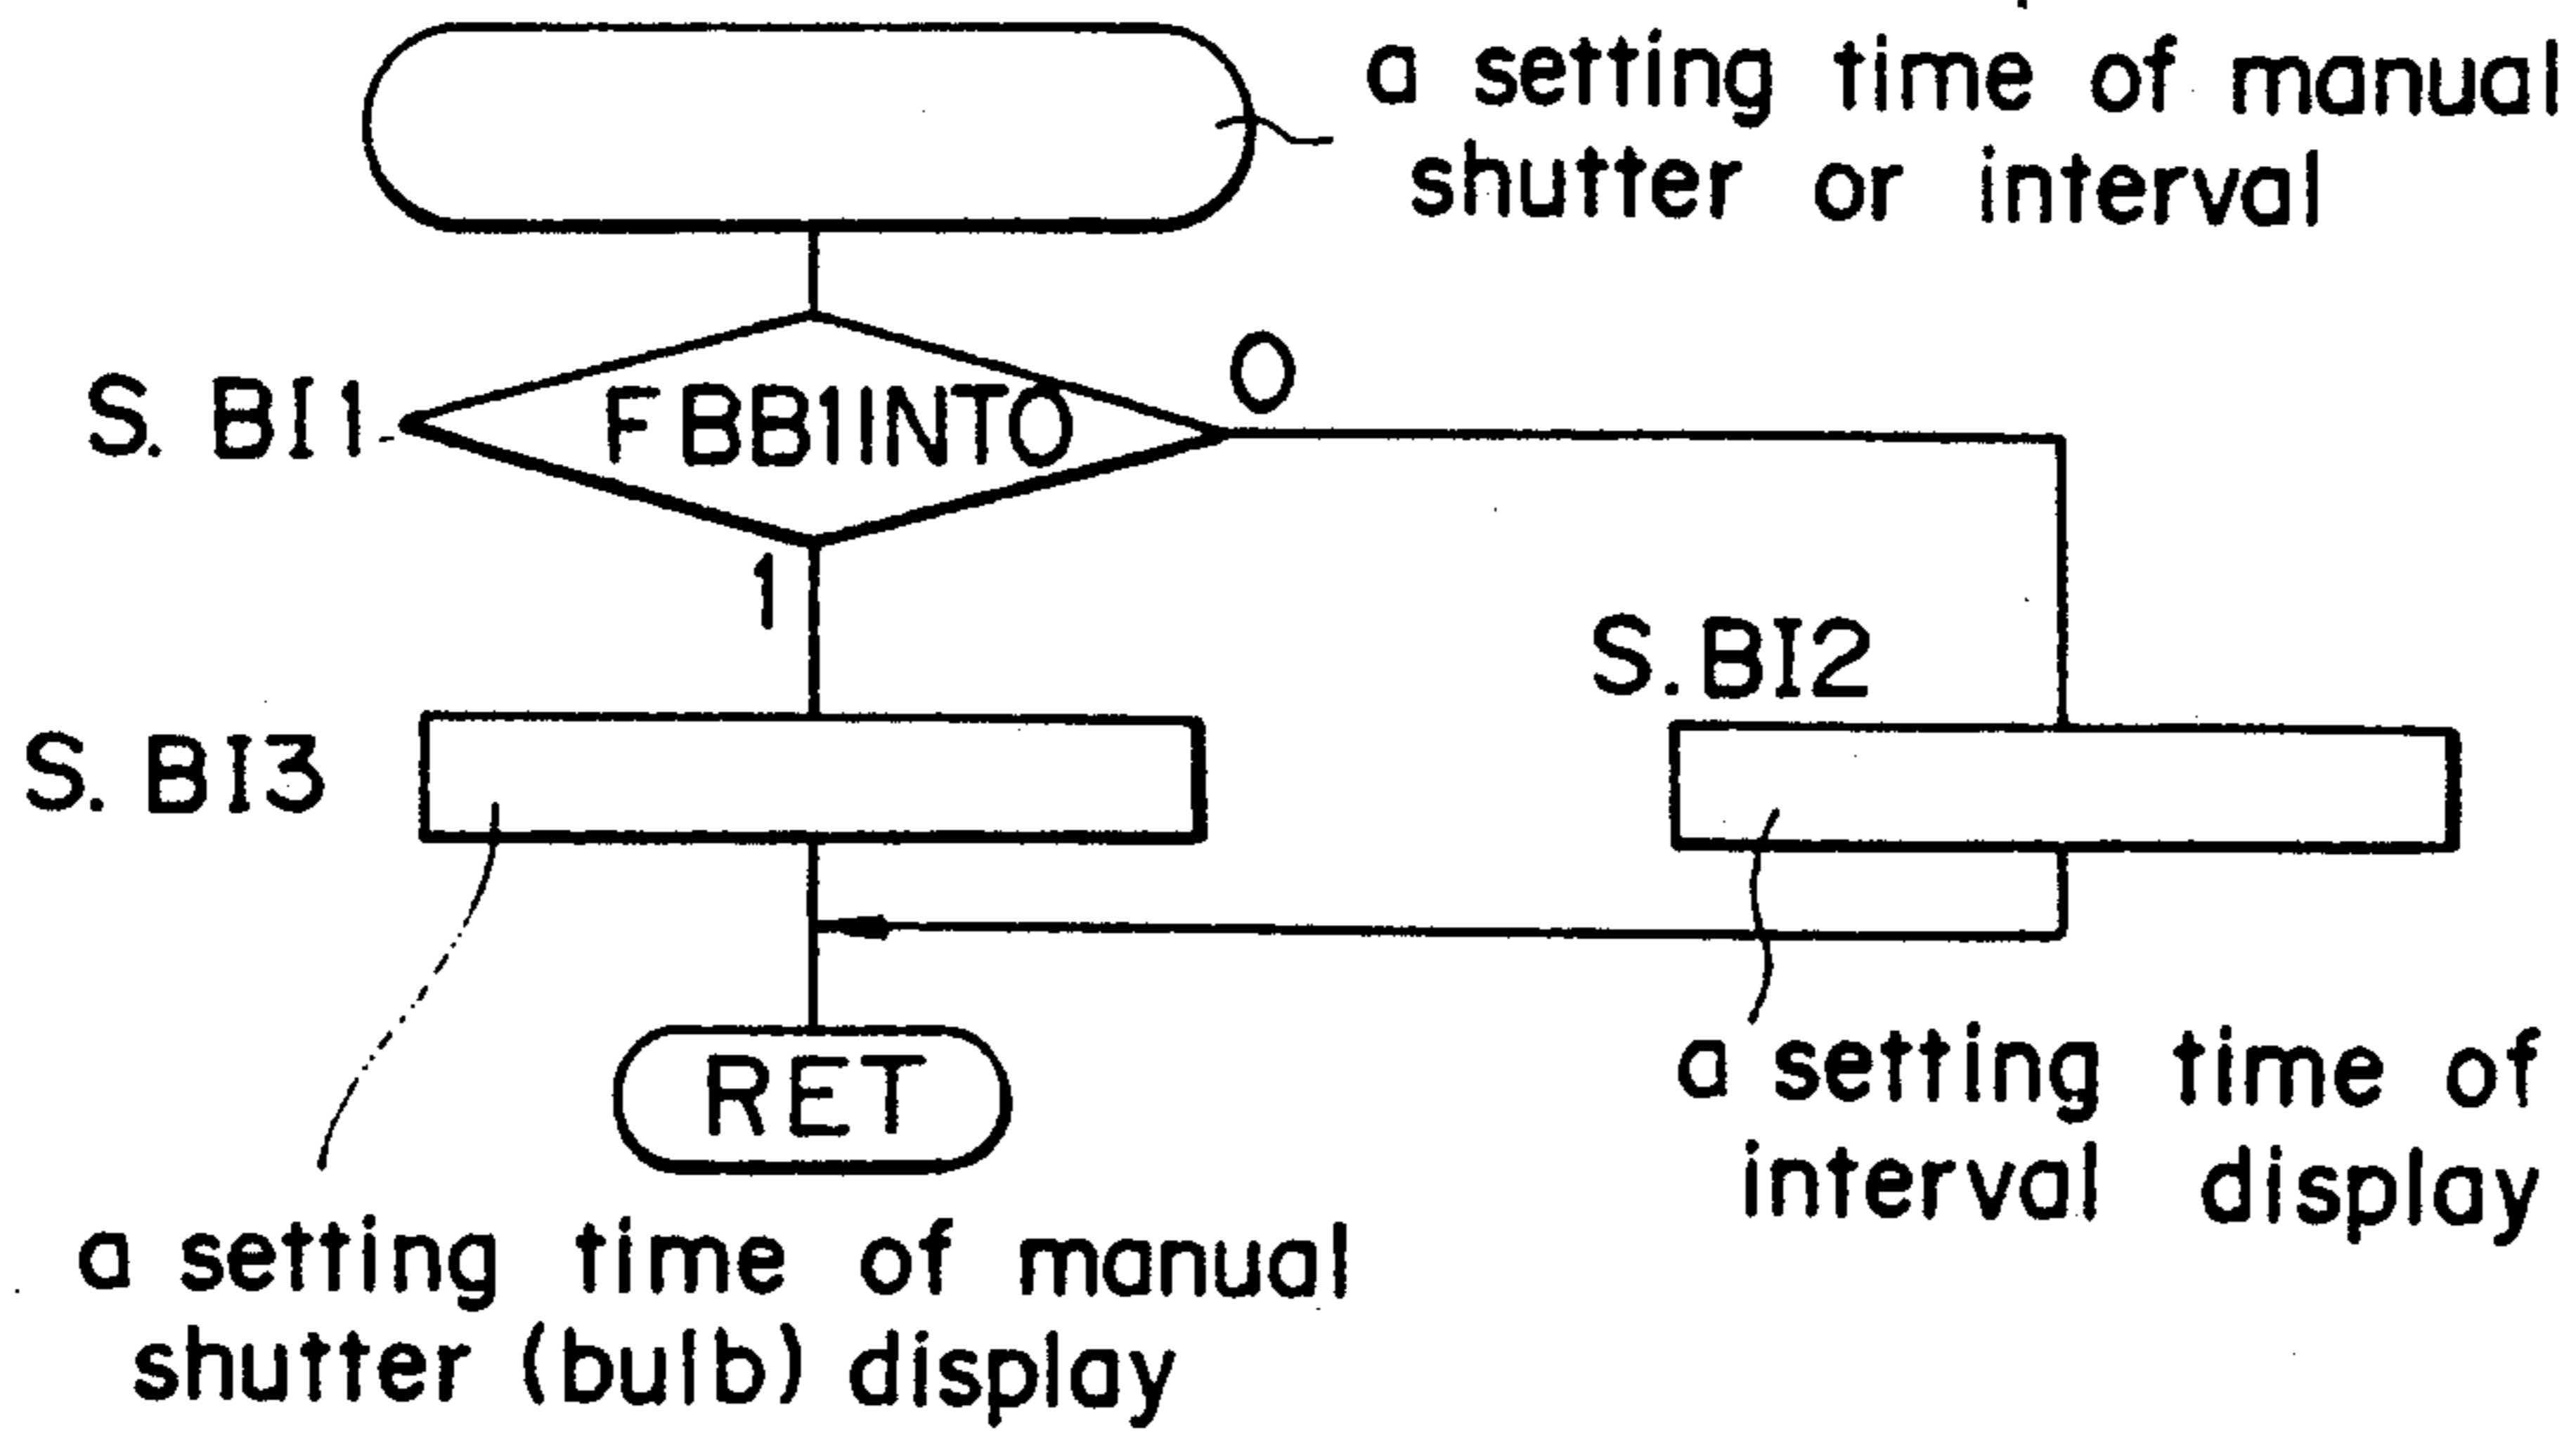 a setting time of manual
shutter or interval
S. BI1
FBB1INT0
0
1
S.BI2
S. BI3
RET
a setting time of
interval display
a setting time of manual
shutter (bulb) display